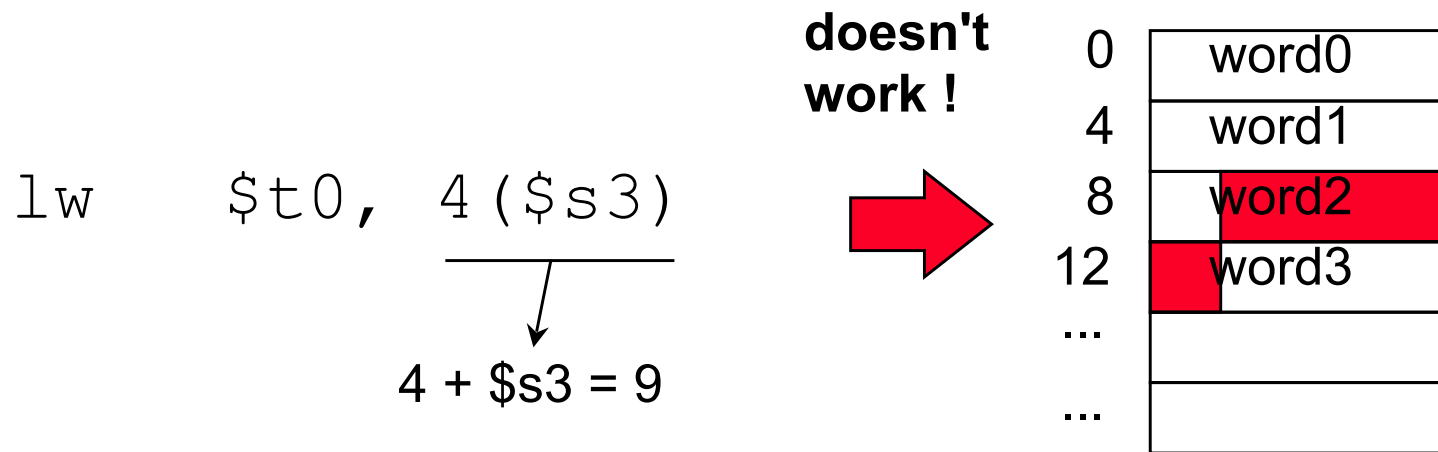 lw $t0, 4($s3)
4 + $s3 = 9
doesn't
work !
0 word0
4 word1
8 word2
12 word3
...
...